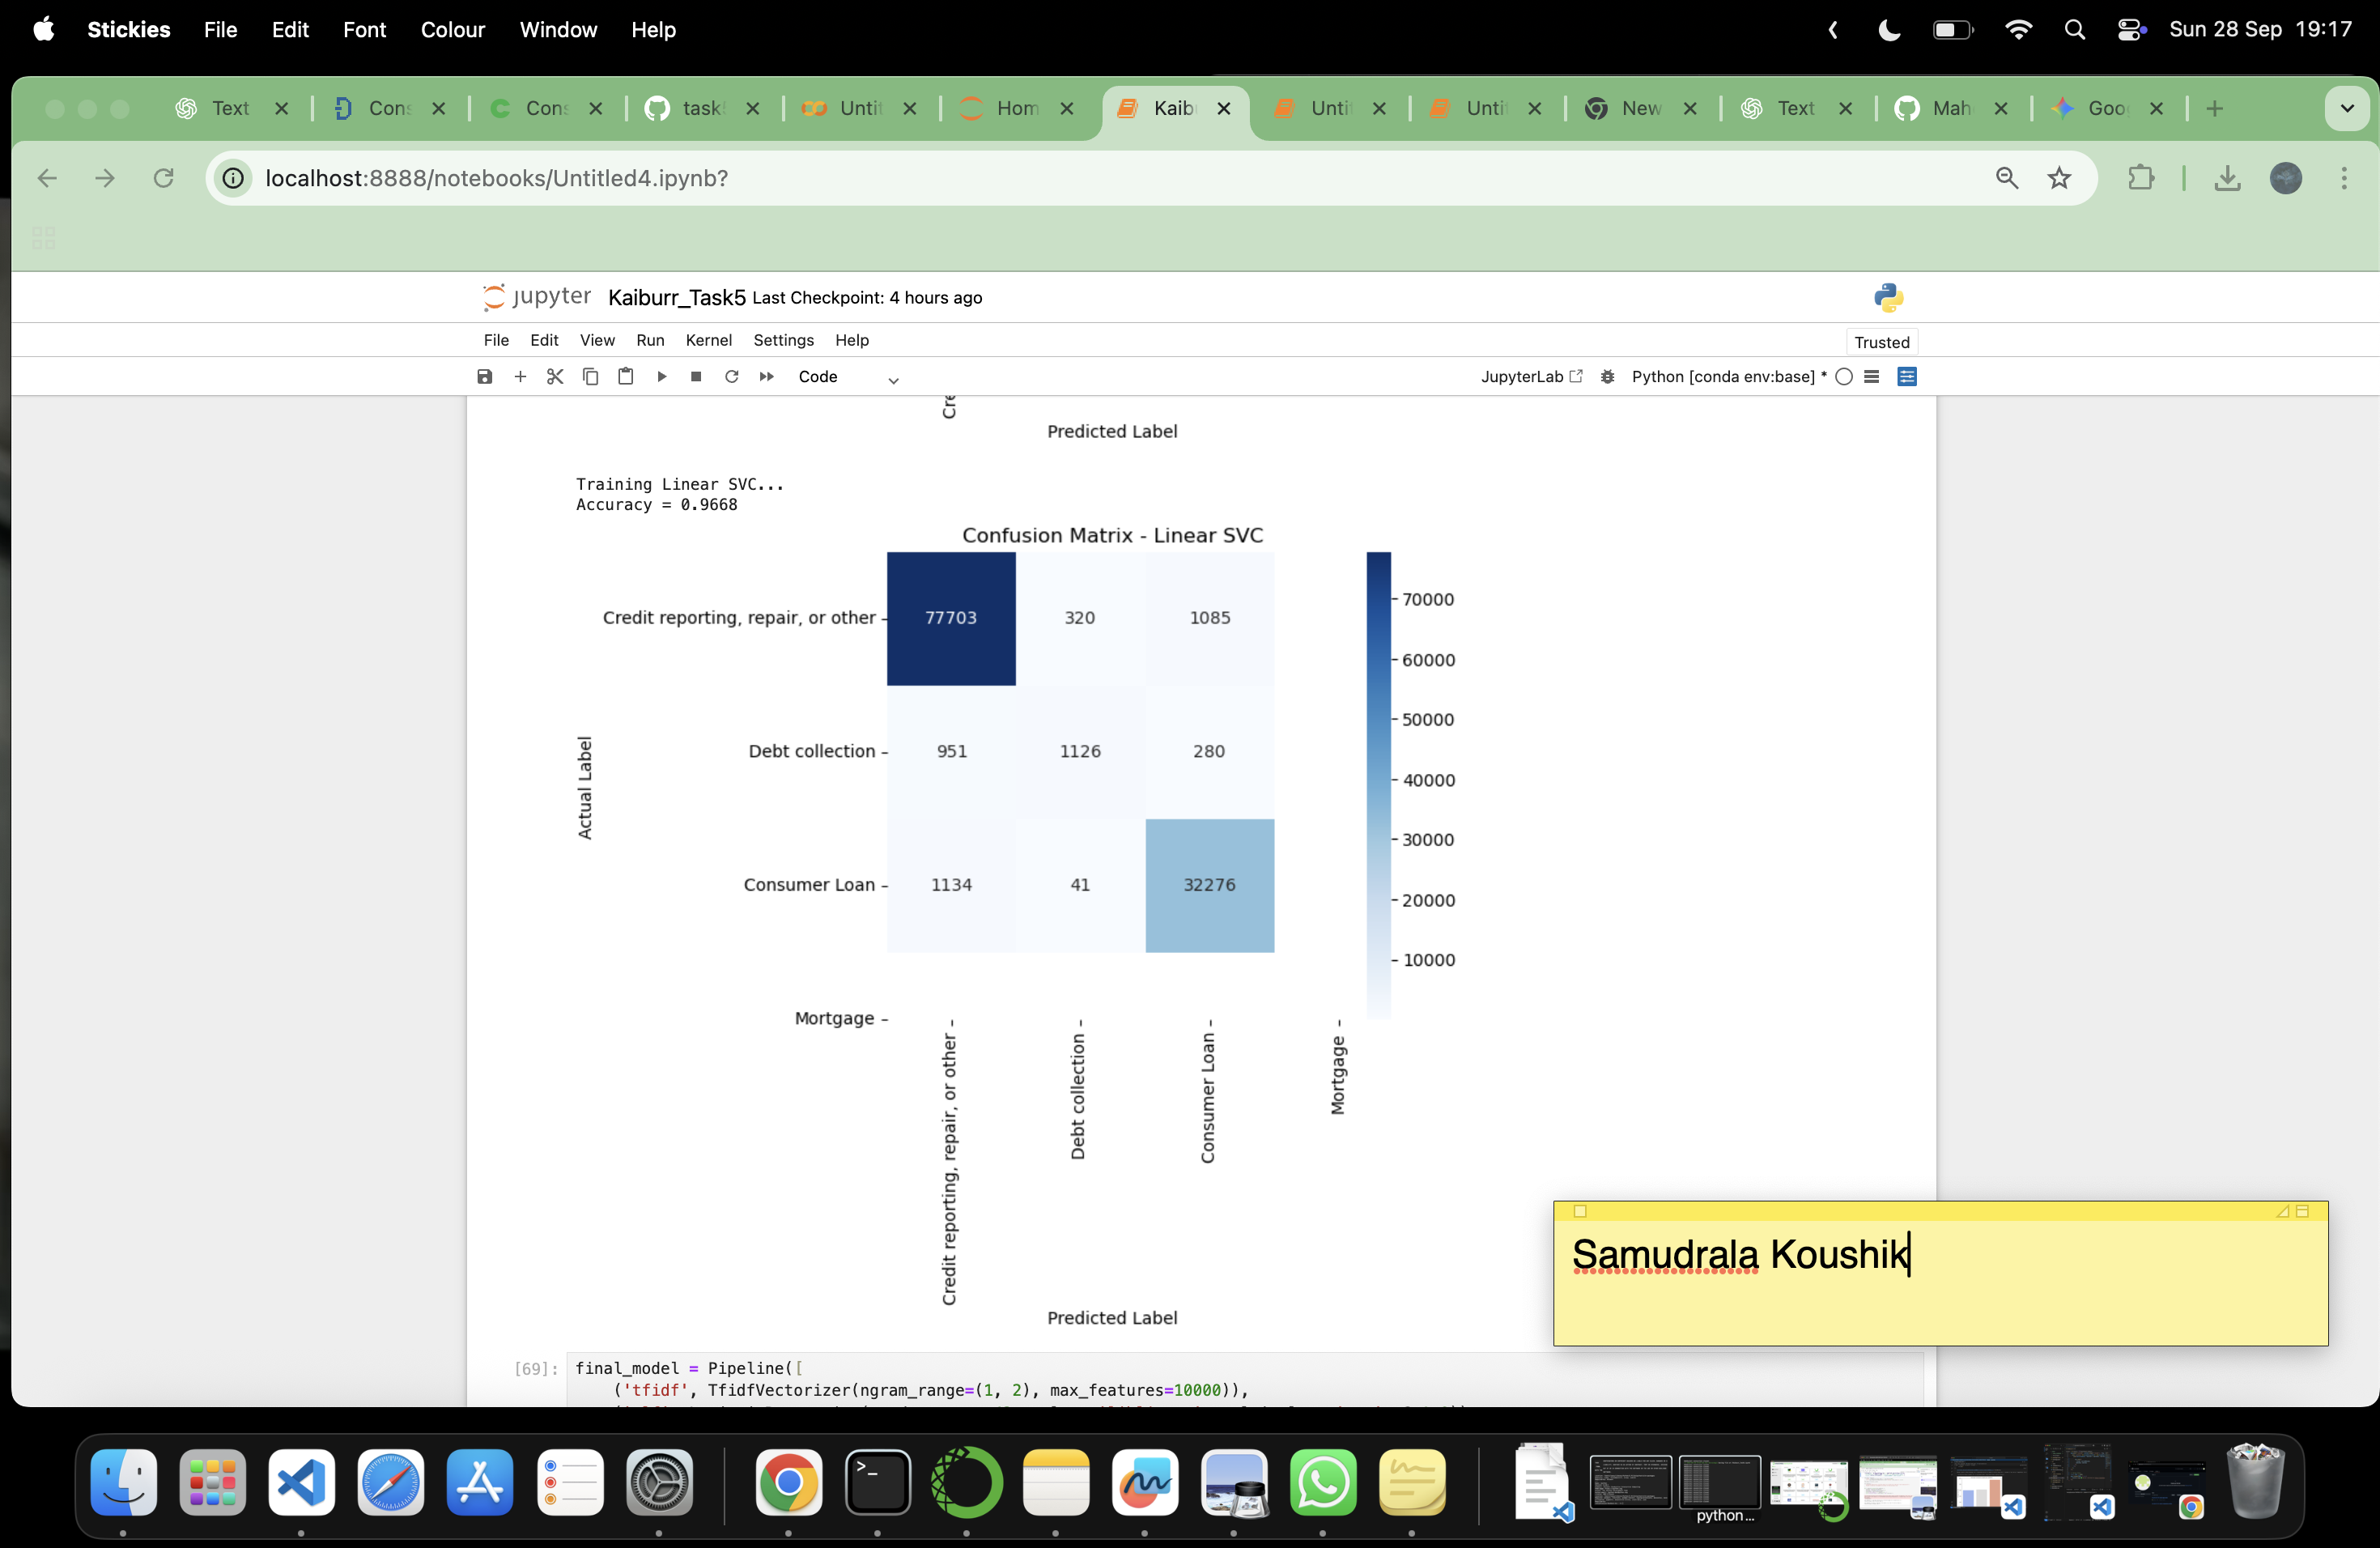 Stickies File Edit Font Colour Window Help Sun 28 Sep 19:17
Text Cons Cons task Untit Hom Kaib Untit Untit New Text Mah Goo
localhost:8888/notebooks/Untitled4.ipynb?
jupyter Kaiburr_Task5 Last Checkpoint: 4 hours ago
File Edit View Run Kernel Settings Help Trusted
Code JupyterLab Python [conda env:base] *
Cre
Predicted Label
Training Linear SVC...
Accuracy = 0.9668
Confusion Matrix - Linear SVC
Credit reporting, repair, or other 77703 320 1085
Debt collection 951 1126 280
Consumer Loan 1134 41 32276
Mortgage
Actual Label
70000
60000
50000
40000
30000
20000
10000
Credit reporting, repair, or other
Debt collection
Consumer Loan
Mortgage
Predicted Label
Samudrala Koushik
[69]: final_model = Pipeline([
('tfidf', TfidfVectorizer(ngram_range=(1, 2), max_features=10000)),
python...